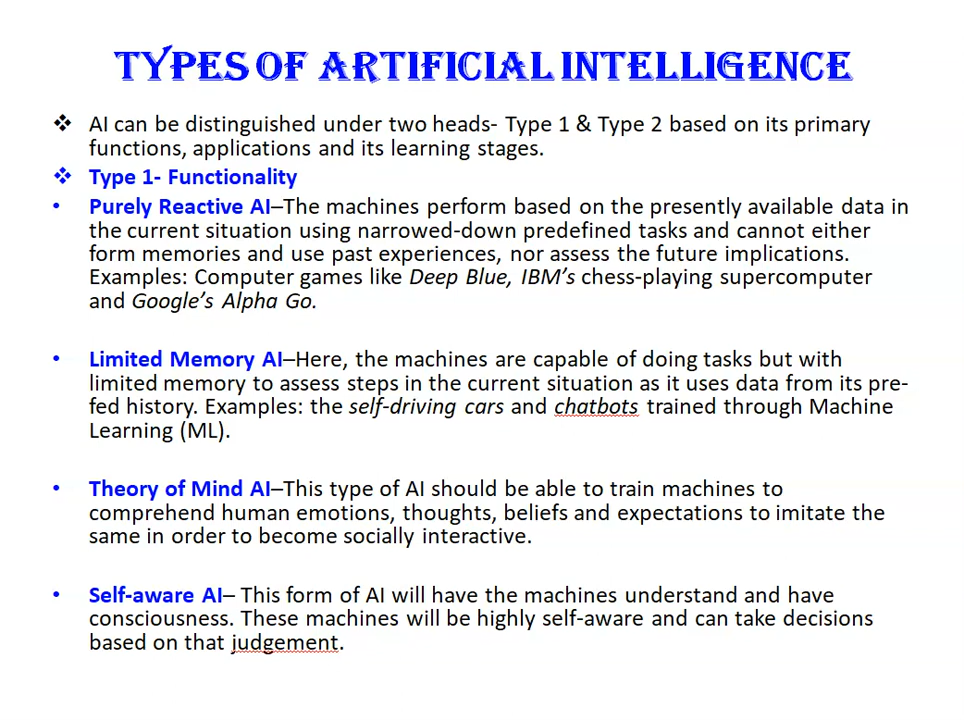 TYPES OF ARTIFICIAL INTELLIGENCE
❖ AI can be distinguished under two heads- Type 1 & Type 2 based on its primary
functions, applications and its learning stages.
❖ Type 1- Functionality
• Purely Reactive AI–The machines perform based on the presently available data in
the current situation using narrowed-down predefined tasks and cannot either
form memories and use past experiences, nor assess the future implications.
Examples: Computer games like Deep Blue, IBM’s chess-playing supercomputer
and Google’s Alpha Go.
• Limited Memory AI–Here, the machines are capable of doing tasks but with
limited memory to assess steps in the current situation as it uses data from its pre-
fed history. Examples: the self-driving cars and chatbots trained through Machine
Learning (ML).
• Theory of Mind AI–This type of AI should be able to train machines to
comprehend human emotions, thoughts, beliefs and expectations to imitate the
same in order to become socially interactive.
• Self-aware AI– This form of AI will have the machines understand and have
consciousness. These machines will be highly self-aware and can take decisions
based on that judgement.